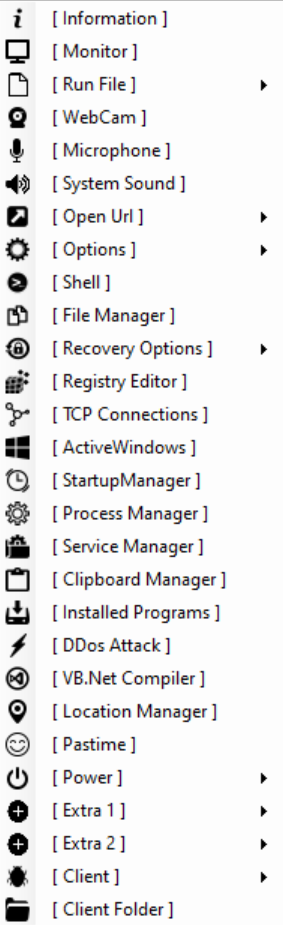 [ Information ]
[ Monitor ]
[ Run File ]
[ WebCam ]
[ Microphone ]
[ System Sound ]
[ Open Url ]
[ Options ]
[ Shell ]
[ File Manager ]
[ Recovery Options ]
[ Registry Editor ]
[ TCP Connections ]
[ ActiveWindows ]
[ StartupManager ]
[ Process Manager ]
[ Service Manager ]
[ Clipboard Manager ]
[ Installed Programs ]
[ DDos Attack ]
[ VB.Net Compiler ]
[ Location Manager ]
[ Pastime ]
[ Power ]
[ Extra 1 ]
[ Extra 2 ]
[ Client ]
[ Client Folder ]